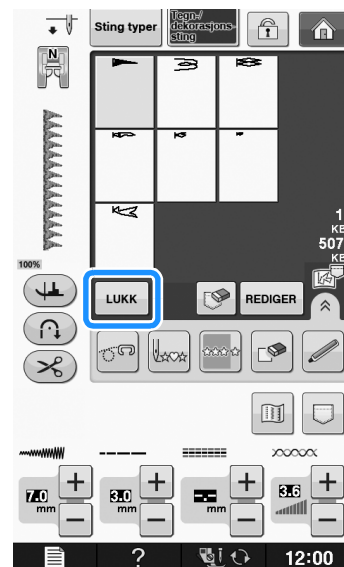 Sting typer
Tegn-/
dekorasjons-
sting
N
1
KB
507
KB
100%
LUKK
REDIGER
7.0
mm
3.0
mm
mm
3.6
?
12:00